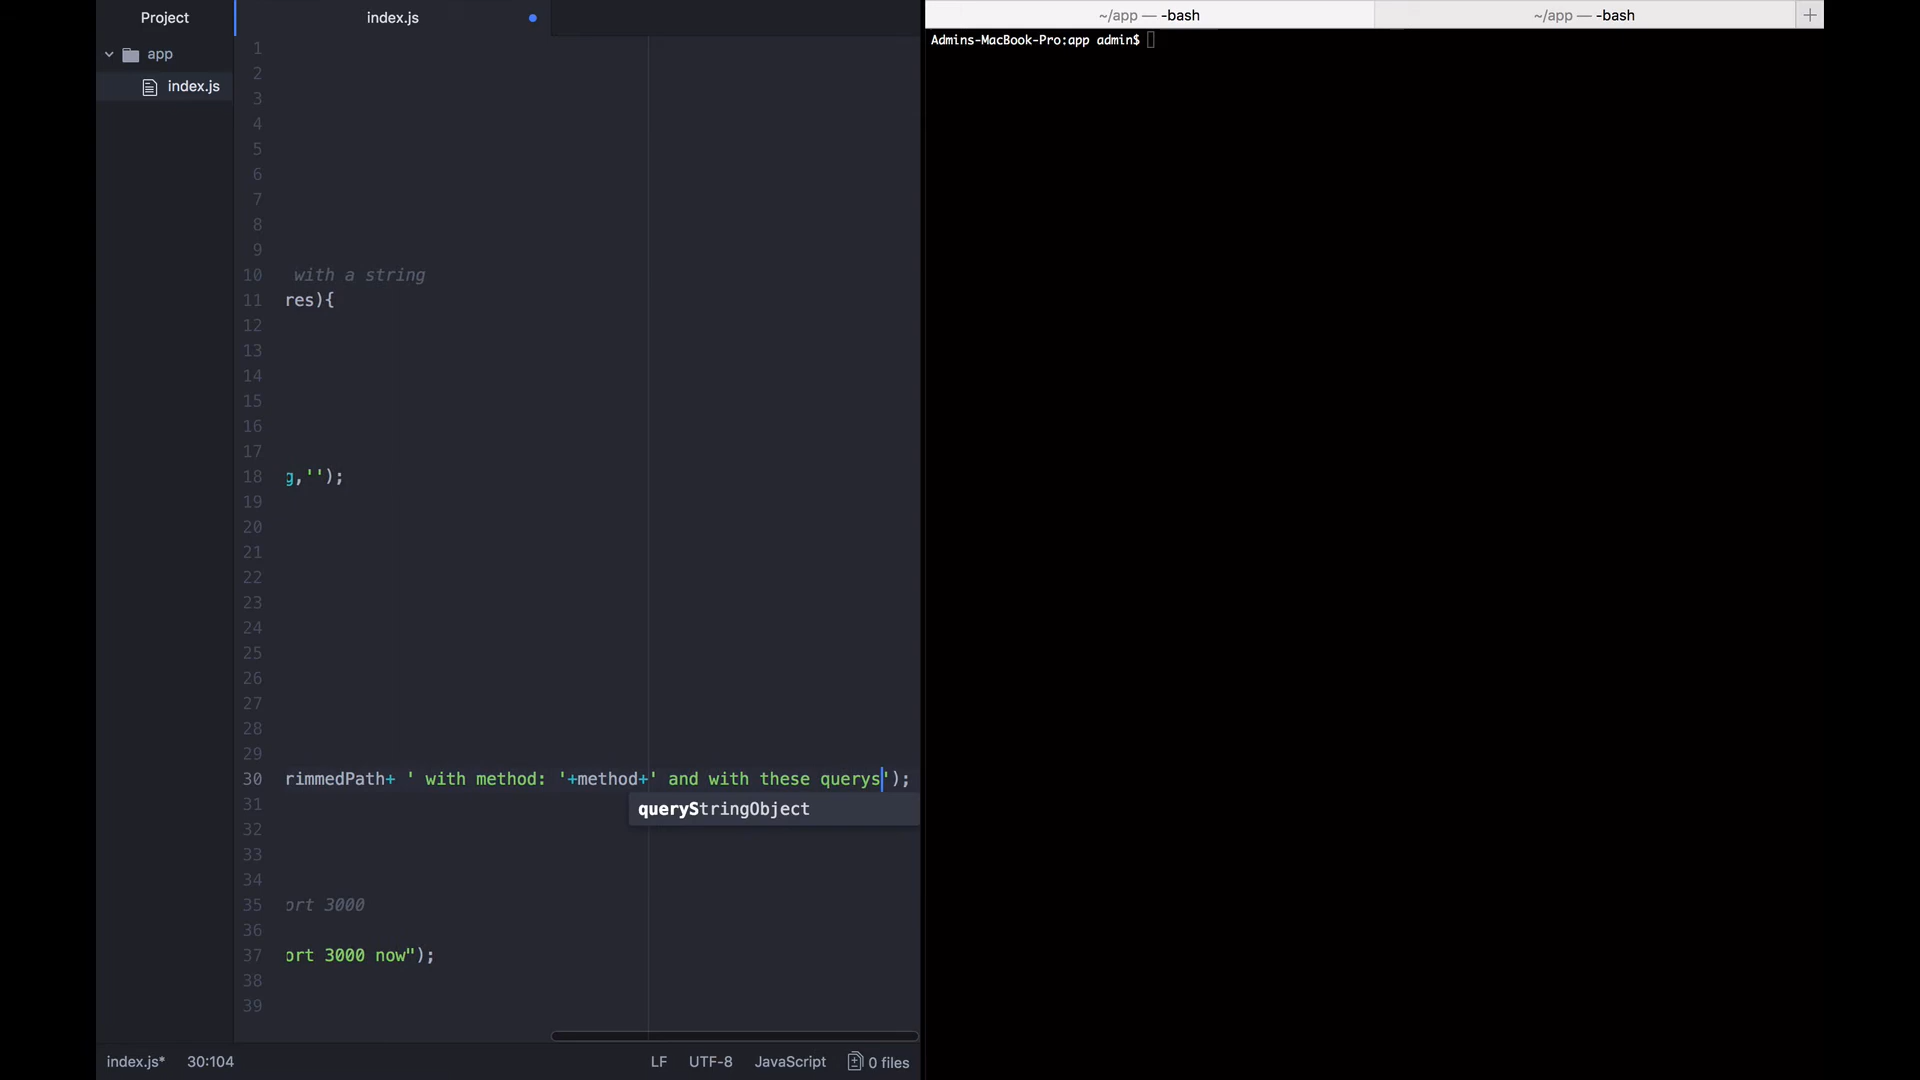 Project
app
index.js
index.js
1
2
3
4
5
6
7
8
9
10 with a string
11 res){
12
13
14
15
16
17
18 g,'');
19
20
21
22
23
24
25
26
27
28
29
30 rimmedPath+ ' with method: '+method+' and with these querys');
queryStringObject
31
32
33
34
35 ort 3000
36
37 ort 3000 now");
38
39
index.js* 30:104 LF UTF-8 JavaScript 0 files
~/app — -bash ~/app — -bash
Admins-MacBook-Pro:app admin$